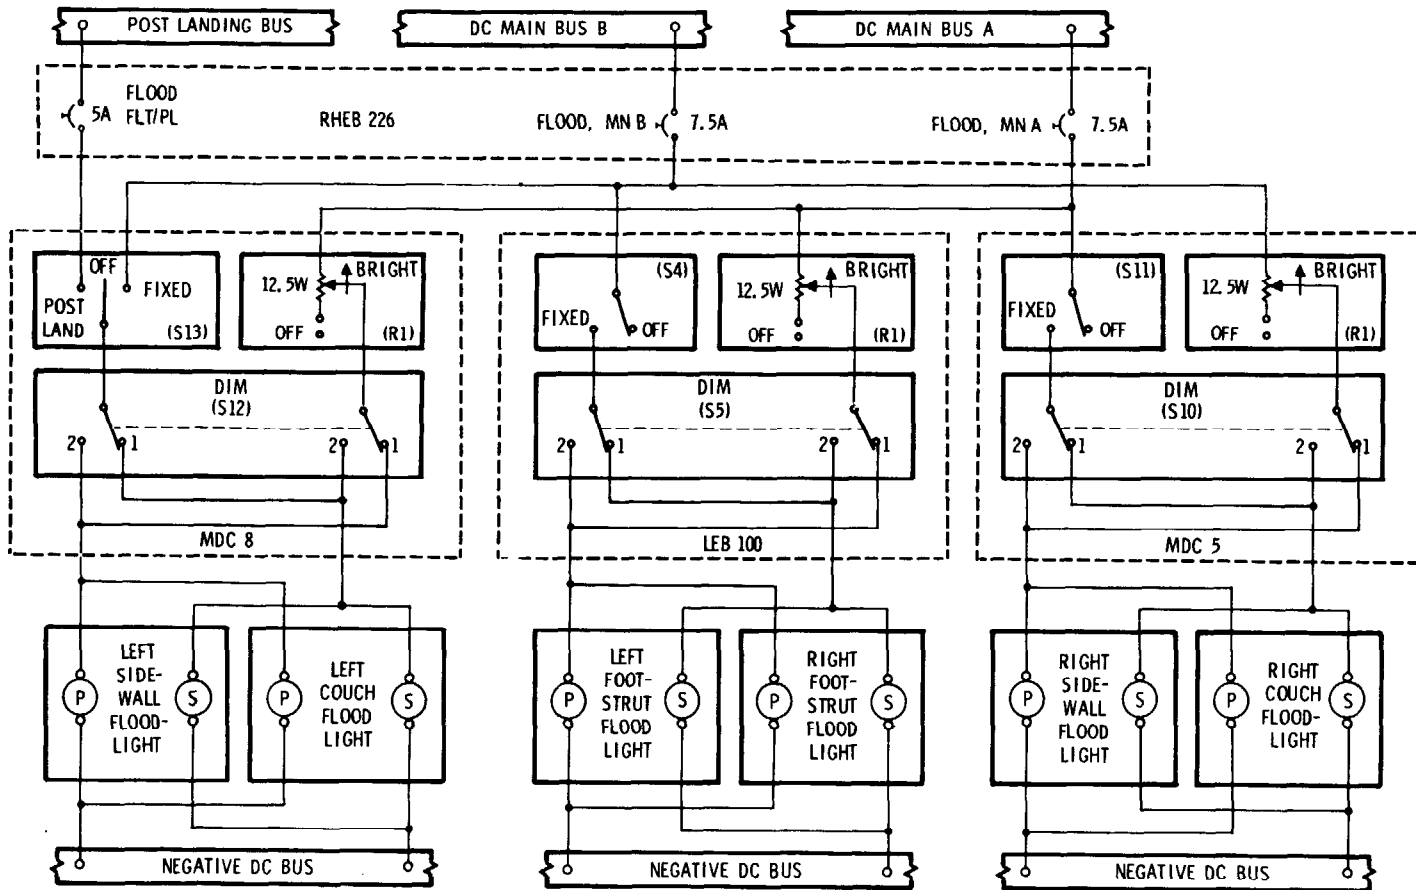 POST LANDING BUS
DC MAIN BUS B
DC MAIN BUS A
5A
FLOOD
FLT/PL
RHEB 226
FLOOD, MN B
7.5A
FLOOD, MN A
7.5A
OFF
POST
LAND
FIXED
(S13)
12.5W
BRIGHT
OFF
(R1)
DIM
(S12)
2
1
2
1
MDC 8
(S4)
FIXED
OFF
12.5W
BRIGHT
OFF
(R1)
DIM
(S5)
2
1
2
1
LEB 100
(S11)
FIXED
OFF
12.5W
BRIGHT
OFF
(R1)
DIM
(S10)
2
1
2
1
MDC 5
P
LEFT
SIDE-
WALL
FLOOD-
LIGHT
S
P
LEFT
COUCH
FLOOD
LIGHT
S
P
LEFT
FOOT-
STRUT
FLOOD
LIGHT
S
P
RIGHT
FOOT-
STRUT
FLOOD
LIGHT
S
P
RIGHT
SIDE-
WALL
FLOOD
LIGHT
S
P
RIGHT
COUCH
FLOOD-
LIGHT
S
NEGATIVE DC BUS
NEGATIVE DC BUS
NEGATIVE DC BUS